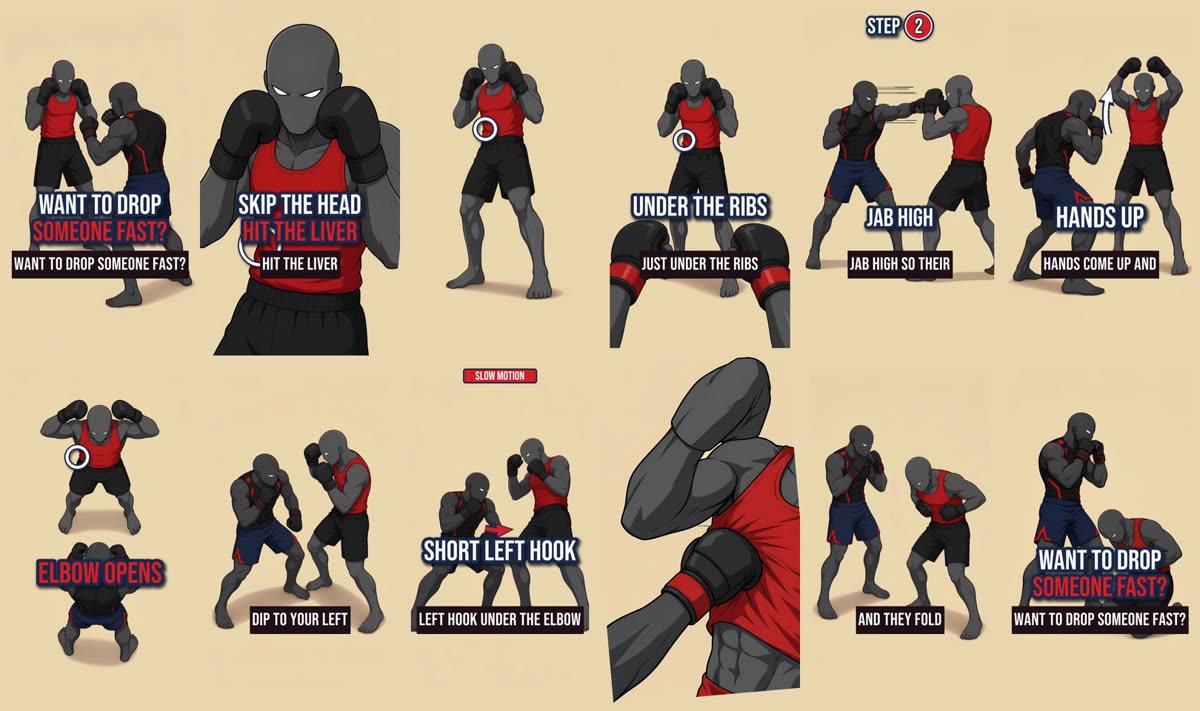 WANT TO DROP
SOMEONE FAST?
WANT TO DROP SOMEONE FAST?
SKIP THE HEAD
HIT THE LIVER
HIT THE LIVER
UNDER THE RIBS
JUST UNDER THE RIBS
STEP 2
JAB HIGH
JAB HIGH SO THEIR
HANDS UP
HANDS COME UP AND
ELBOW OPENS
DIP TO YOUR LEFT
SLOW MOTION
SHORT LEFT HOOK
LEFT HOOK UNDER THE ELBOW
AND THEY FOLD
WANT TO DROP
SOMEONE FAST?
WANT TO DROP SOMEONE FAST?